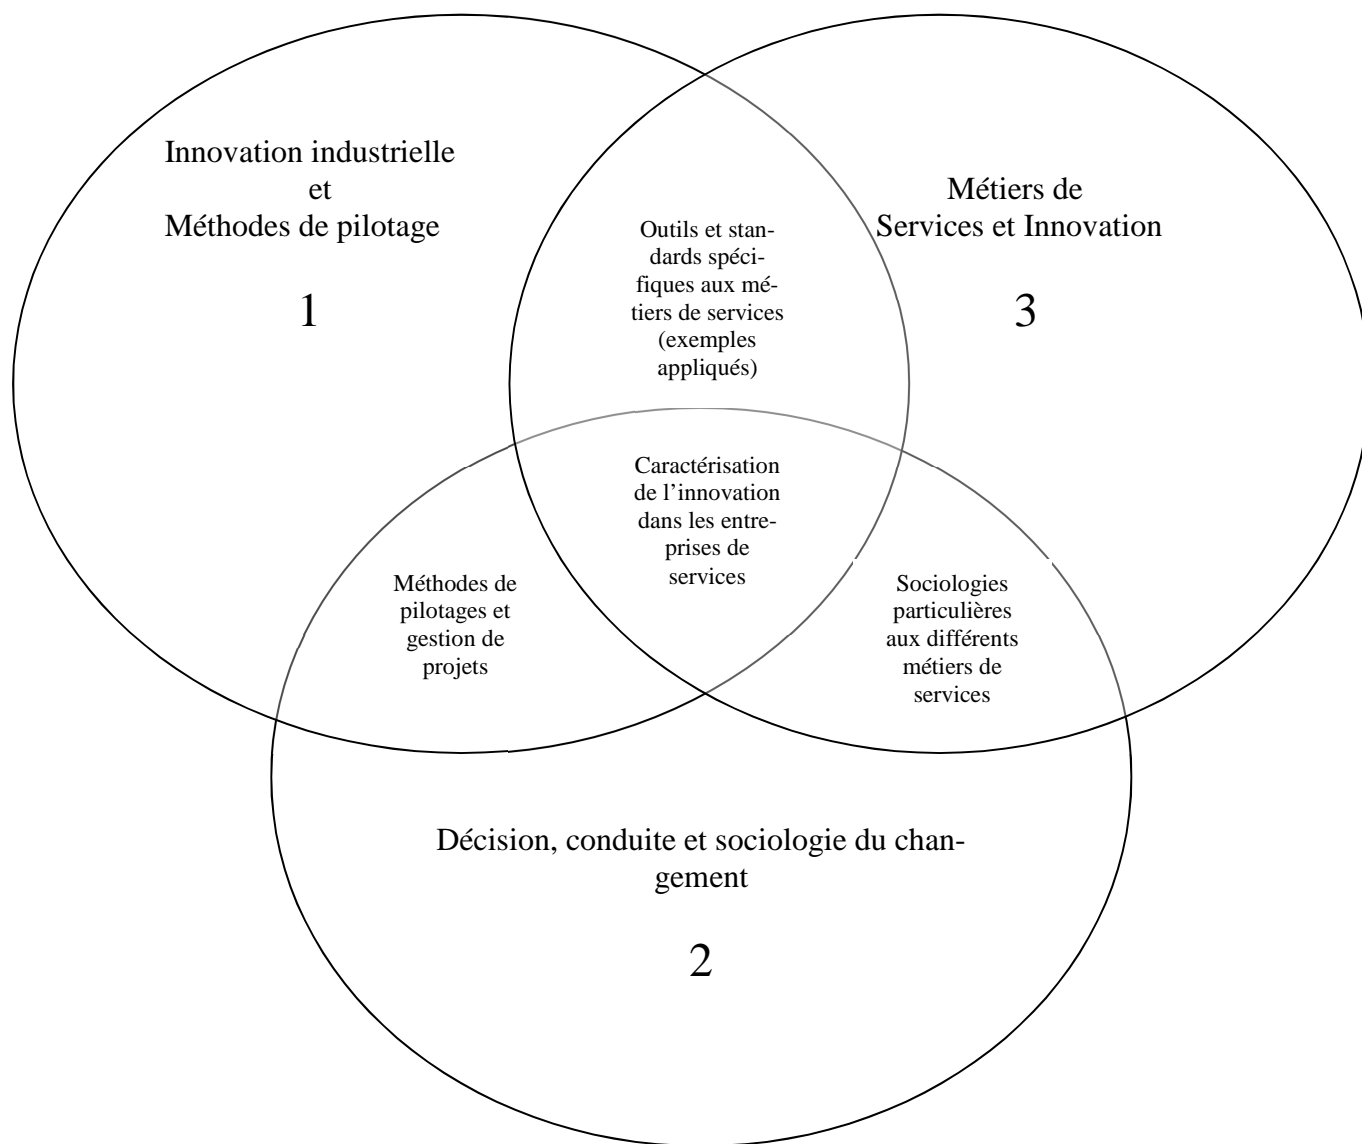 Innovation industrielle
et
Méthodes de pilotage
1
Métiers de
Services et Innovation
3
Outils et stan-
dards spéci-
fiques aux mé-
tiers de services
(exemples
appliqués)
Caractérisation
de l’innovation
dans les entre-
prises de
services
Méthodes de
pilotages et
gestion de
projets
Sociologies
particulières
aux différents
métiers de
services
Décision, conduite et sociologie du chan-
gement
2